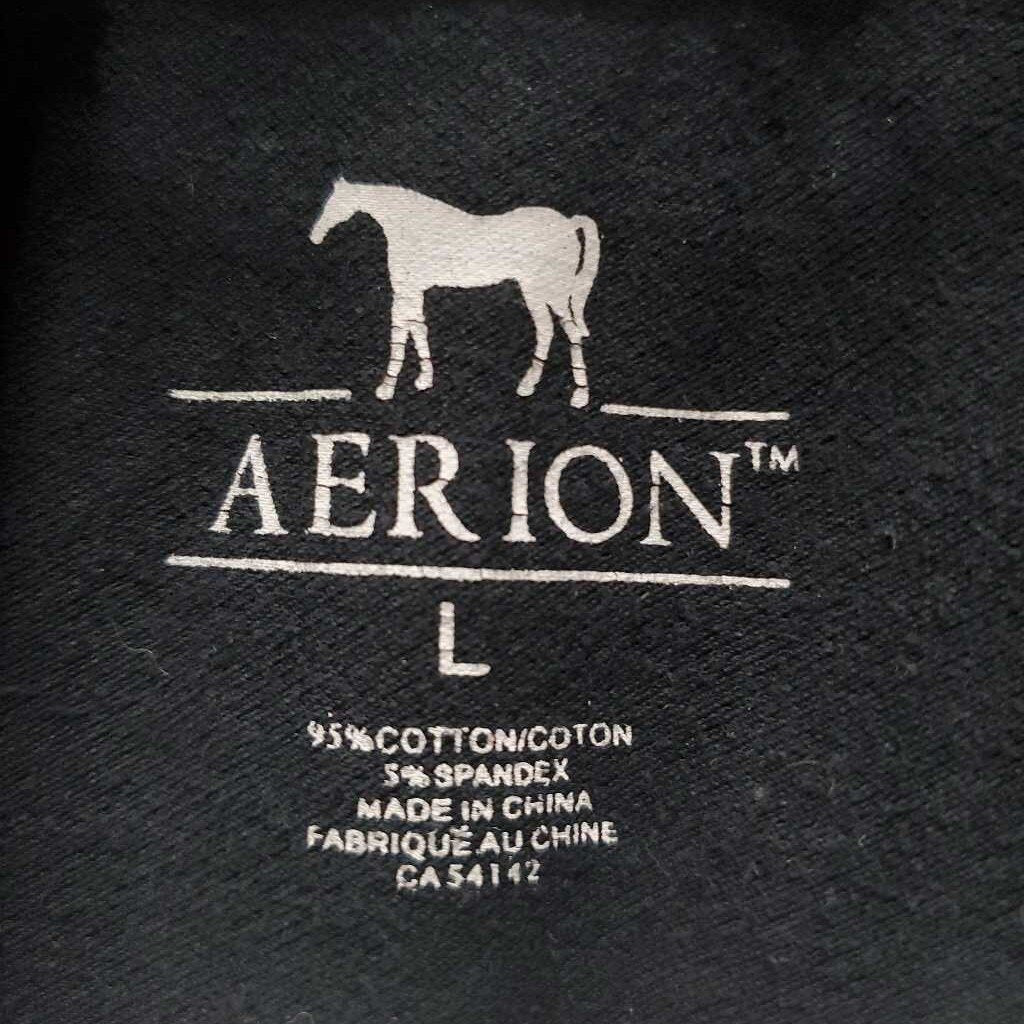 AERION™
L
95% COTTON/COTON
5% SPANDEX
MADE IN CHINA
FABRIQUÉ AU CHINE
CA54142